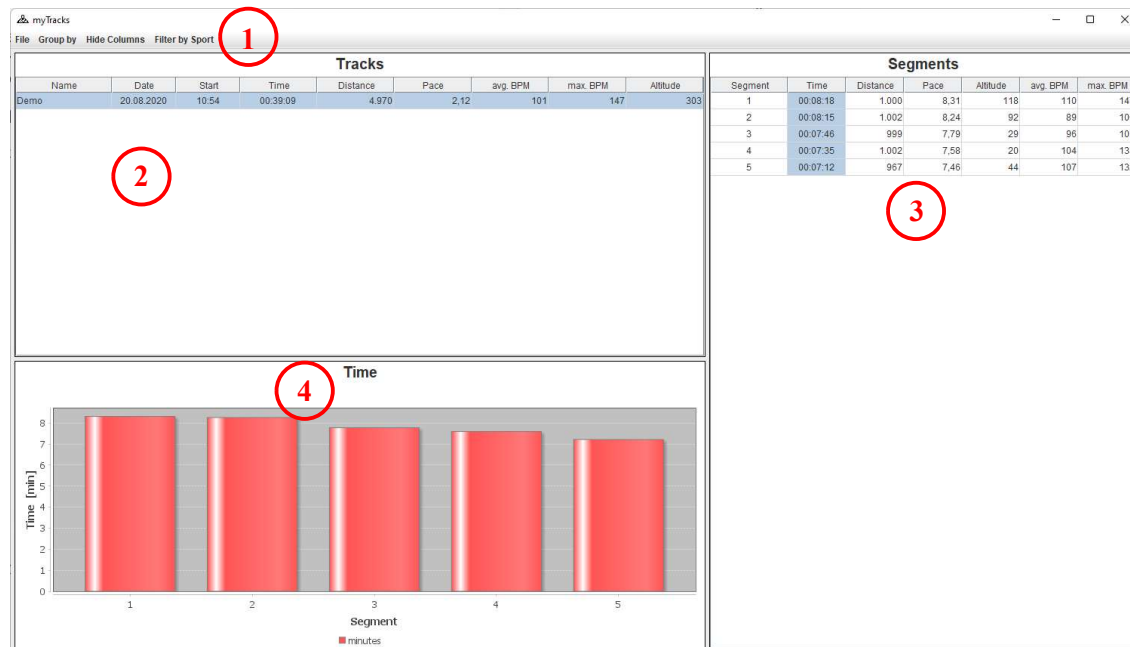 myTracks
File Group by Hide Columns Filter by Sport
1
Tracks
Name Date Start Time Distance Pace avg. BPM max. BPM Altitude
Demo 20.08.2020 10:54 00:39:09 4.970 2,12 101 147 303
2
Segments
Segment Time Distance Pace Altitude avg. BPM max. BPM
1 00:08:18 1.000 8,31 118 110 14
2 00:08:15 1.002 8,24 92 89 10
3 00:07:46 999 7,79 29 96 10
4 00:07:35 1.002 7,58 20 104 13
5 00:07:12 967 7,46 44 107 13
3
Time
4
Time [min]
8
7
6
5
4
3
2
1
0
1 2 3 4 5
Segment
minutes